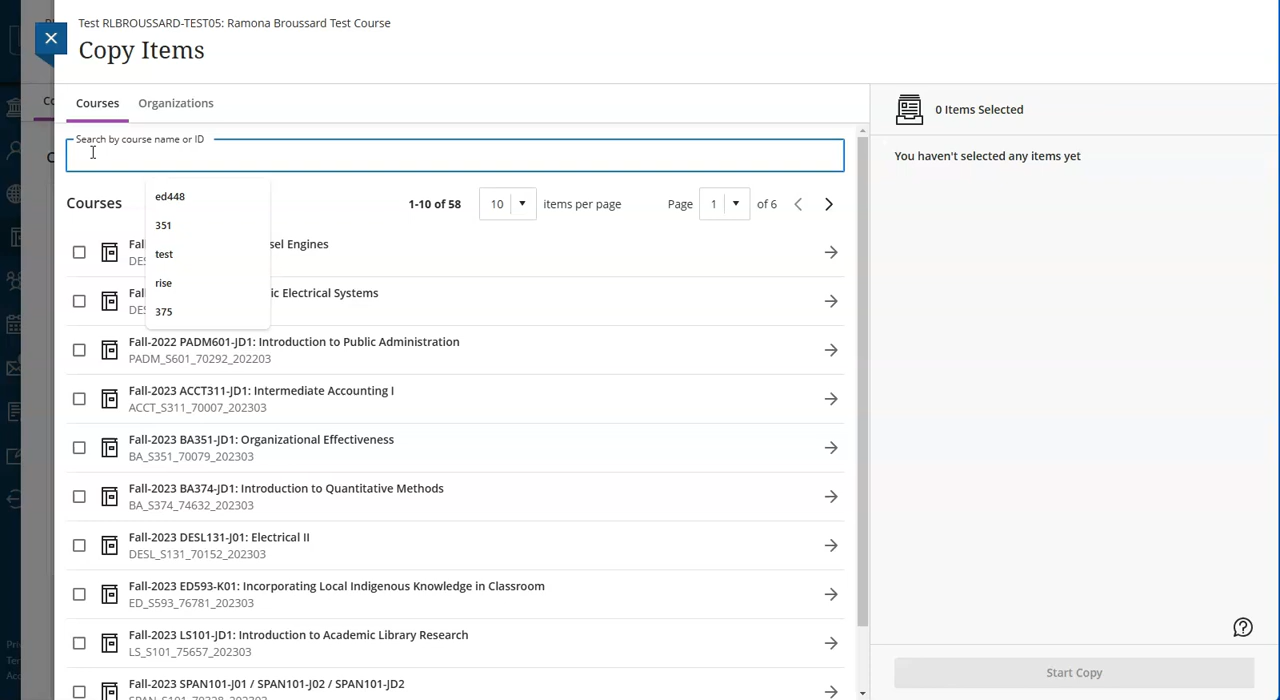 Test RLBROUSSARD-TEST05: Ramona Broussard Test Course
Copy Items
Courses
Organizations
0 Items Selected
Search by course name or ID
You haven't selected any items yet
ed448
351
test
rise
375
Courses
1-10 of 58
10
items per page
Page
1
of 6
sel Engines
Electrical Systems
Fall-2022 PADM601-JD1: Introduction to Public Administration
PADM_S601_70292_202203
Fall-2023 ACCT311-JD1: Intermediate Accounting I
ACCT_S311_70007_202303
Fall-2023 BA351-JD1: Organizational Effectiveness
BA_S351_70079_202303
Fall-2023 BA374-JD1: Introduction to Quantitative Methods
BA_S374_74632_202303
Fall-2023 DESL131-J01: Electrical II
DESL_S131_70152_202303
Fall-2023 ED593-K01: Incorporating Local Indigenous Knowledge in Classroom
ED_S593_76781_202303
Fall-2023 LS101-JD1: Introduction to Academic Library Research
LS_S101_75657_202303
Fall-2023 SPAN101-J01 / SPAN101-J02 / SPAN101-JD2
Start Copy